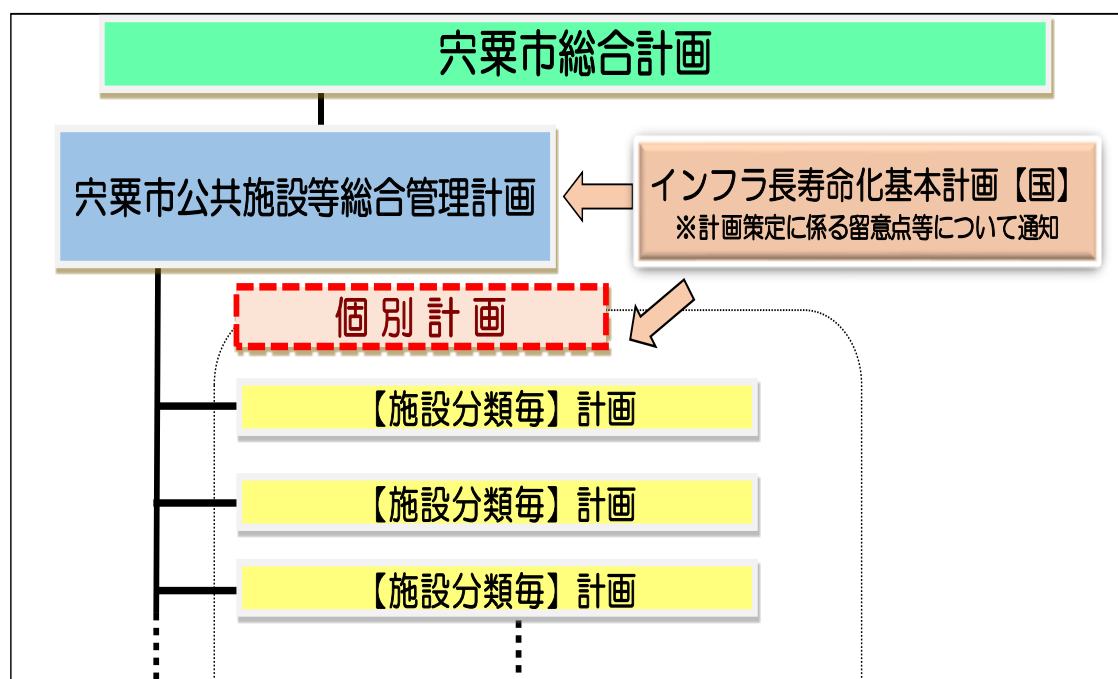 宍粟市総合計画
宍粟市公共施設等総合管理計画
インフラ長寿命化基本計画【国】
※計画策定に係る留意点等について通知
個別計画
【施設分類毎】計画
【施設分類毎】計画
【施設分類毎】計画